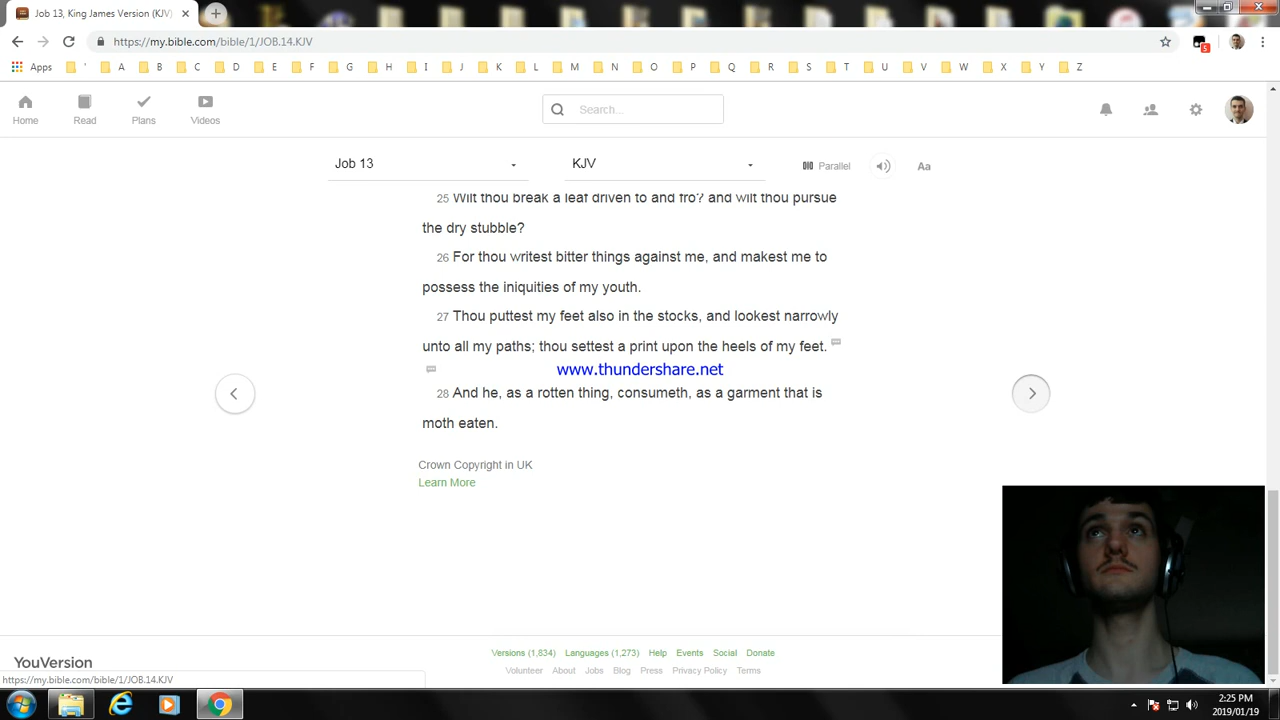 Job 13, King James Version (KJV)
https://my.bible.com/bible/1/JOB.14.KJV
5
Apps ' A B C D E F G H I J K L M N O P Q R S T U V W X Y Z
Home Read Plans Videos
Search...
Job 13 KJV Parallel Aa
25 Wilt thou break a leaf driven to and fro? and wilt thou pursue
the dry stubble?
26 For thou writest bitter things against me, and makest me to
possess the iniquities of my youth.
27 Thou puttest my feet also in the stocks, and lookest narrowly
unto all my paths; thou settest a print upon the heels of my feet.
www.thundershare.net
28 And he, as a rotten thing, consumeth, as a garment that is
moth eaten.
Crown Copyright in UK
Learn More
Versions (1,834) Languages (1,273) Help Events Social Donate
YouVersion
Volunteer About Jobs Blog Press Privacy Policy Terms
https://my.bible.com/bible/1/JOB.14.KJV
2:25 PM
2019/01/19